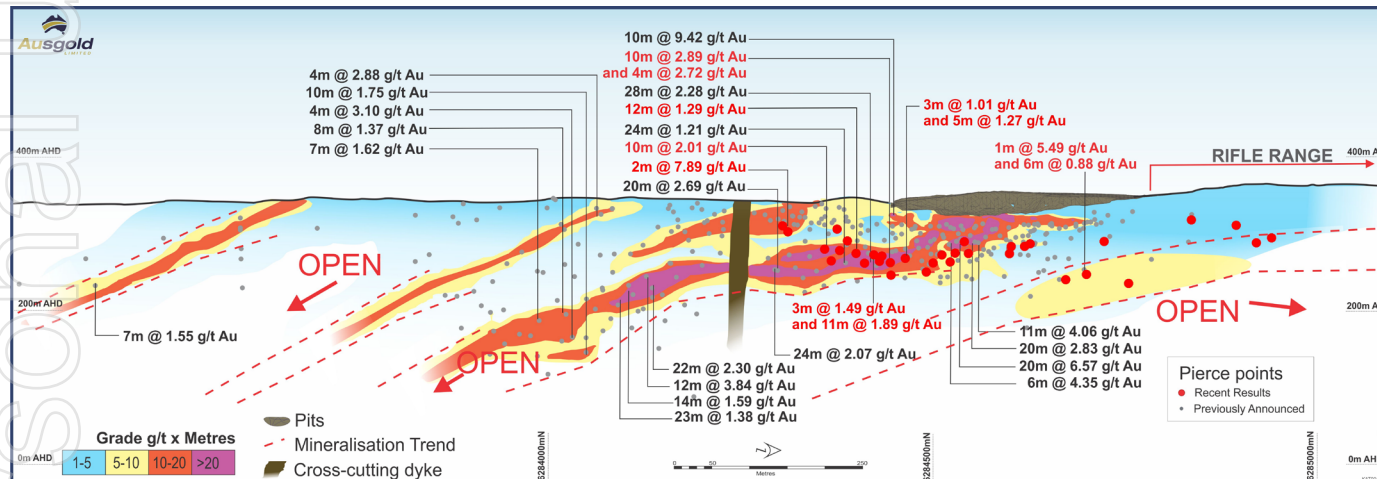 Ausgold
LIMITED
sonal u
10m @ 9.42 g/t Au
10m @ 2.89 g/t Au
and 4m @ 2.72 g/t Au
28m @ 2.28 g/t Au
12m @ 1.29 g/t Au
24m @ 1.21 g/t Au
10m @ 2.01 g/t Au
2m @ 7.89 g/t Au
20m @ 2.69 g/t Au
4m @ 2.88 g/t Au
10m @ 1.75 g/t Au
4m @ 3.10 g/t Au
8m @ 1.37 g/t Au
7m @ 1.62 g/t Au
3m @ 1.01 g/t Au
and 5m @ 1.27 g/t Au
1m @ 5.49 g/t Au
and 6m @ 0.88 g/t Au
RIFLE RANGE
400m AHD
400m A
OPEN
OPEN
OPEN
200m AHD
200m A
7m @ 1.55 g/t Au
3m @ 1.49 g/t Au
and 11m @ 1.89 g/t Au
24m @ 2.07 g/t Au
22m @ 2.30 g/t Au
12m @ 3.84 g/t Au
14m @ 1.59 g/t Au
23m @ 1.38 g/t Au
11m @ 4.06 g/t Au
20m @ 2.83 g/t Au
20m @ 6.57 g/t Au
6m @ 4.35 g/t Au
Pierce points
Recent Results
Previously Announced
Pits
Mineralisation Trend
Cross-cutting dyke
Grade g/t x Metres
1-5 5-10 10-20 >20
0m AHD
0m AH
0 50 250
Metres
6284000mN
6284500mN
6285000mN